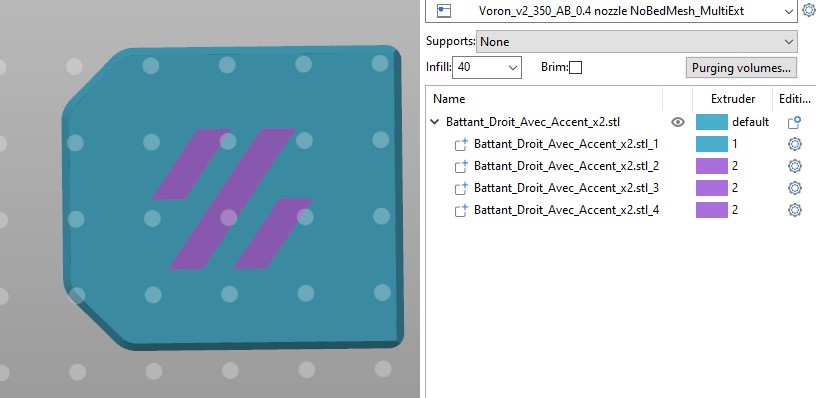 Voron_v2_350_AB_0.4 nozzle NoBedMesh_MultiExt
Supports: None
Infill: 40 Brim: Purging volumes...
Name Extruder Editi...
Battant_Droit_Avec_Accent_x2.stl default
Battant_Droit_Avec_Accent_x2.stl_1 1
Battant_Droit_Avec_Accent_x2.stl_2 2
Battant_Droit_Avec_Accent_x2.stl_3 2
Battant_Droit_Avec_Accent_x2.stl_4 2